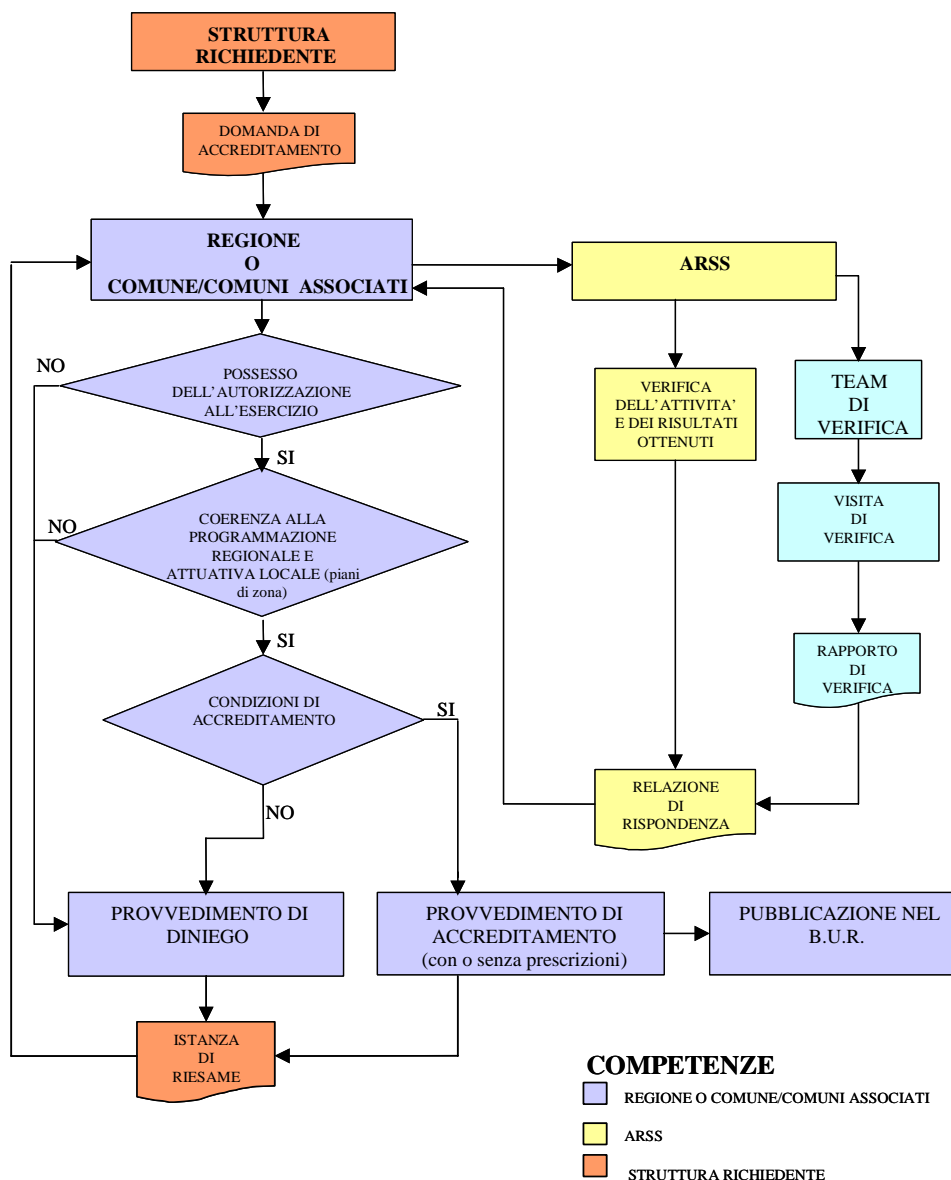 STRUTTURA
RICHIEDENTE
DOMANDA DI
ACCREDITAMENTO
REGIONE
O
COMUNE/COMUNI ASSOCIATI
ARSS
NO
POSSESSO
DELL'AUTORIZZAZIONE
ALL'ESERCIZIO
VERIFICA
DELL'ATTIVITA'
E DEI RISULTATI
OTTENUTI
TEAM
DI
VERIFICA
SI
NO
COERENZA ALLA
PROGRAMMAZIONE
REGIONALE E
ATTUATIVA LOCALE (piani
di zona)
VISITA
DI
VERIFICA
SI
RAPPORTO
DI
VERIFICA
CONDIZIONI DI
ACCREDITAMENTO
SI
NO
RELAZIONE
DI
RISPONDENZA
PROVVEDIMENTO DI
DINIEGO
PROVVEDIMENTO DI
ACCREDITAMENTO
(con o senza prescrizioni)
PUBBLICAZIONE NEL
B.U.R.
ISTANZA
DI
RIESAME
COMPETENZE
REGIONE O COMUNE/COMUNI ASSOCIATI
ARSS
STRUTTURA RICHIEDENTE